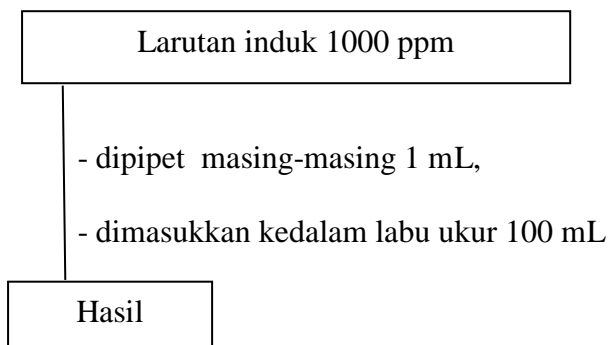 Larutan induk 1000 ppm
- dipipet  masing-masing 1 mL,
- dimasukkan kedalam labu ukur 100 mL
Hasil